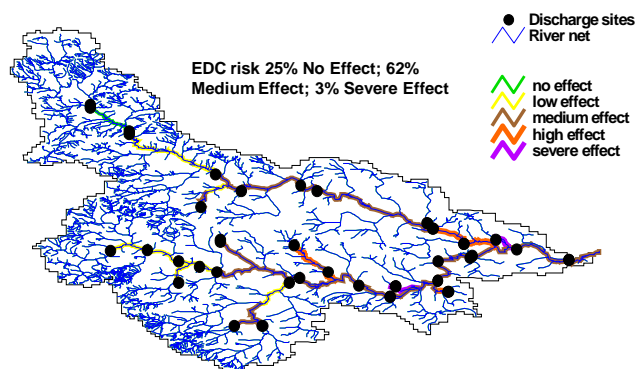 Discharge sites
River net
EDC risk 25% No Effect; 62%
Medium Effect; 3% Severe Effect
no effect
low effect
medium effect
high effect
severe effect